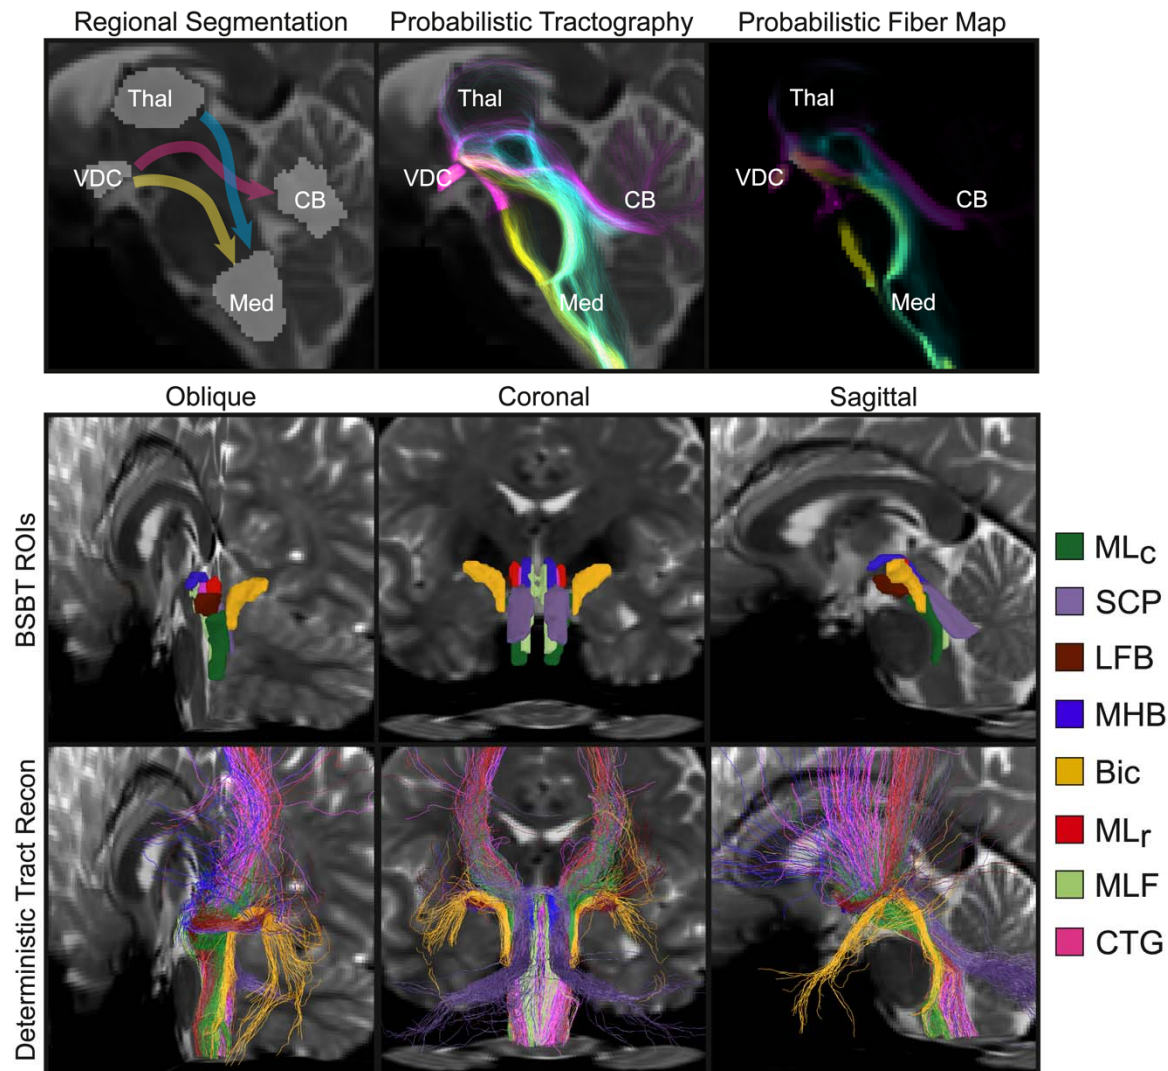 Regional Segmentation
Probabilistic Tractography
Probabilistic Fiber Map
Thal
VDC
CB
Med
Thal
VDC
CB
Med
Thal
VDC
CB
Med
Oblique
Coronal
Sagittal
BSBT ROIs
Deterministic Tract Recon
MLC
SCP
LFB
MHB
Bic
MLr
MLF
CTG